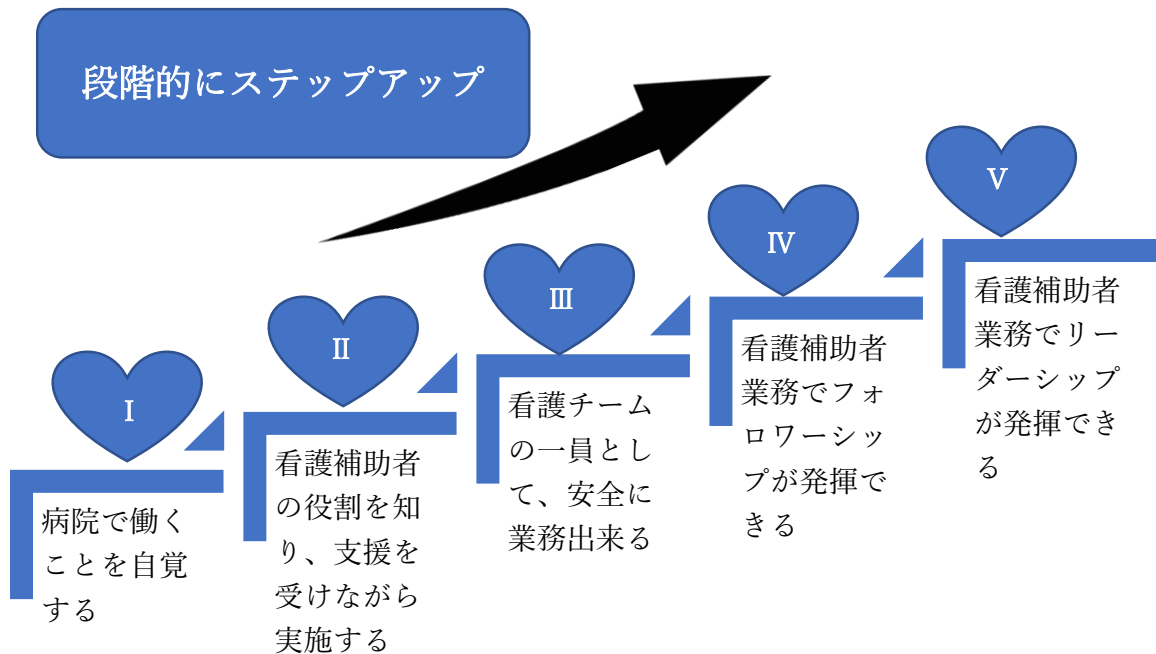 段階的にステップアップ
Ⅰ
病院で働く
ことを自覚
する
Ⅱ
看護補助者
の役割を知
り、支援を
受けながら
実施する
Ⅲ
看護チーム
の一員とし
て、安全に
業務出来る
Ⅳ
看護補助者
業務でフォ
ロワーシッ
プが発揮で
きる
Ⅴ
看護補助者
業務でリー
ダーシップ
が発揮でき
る